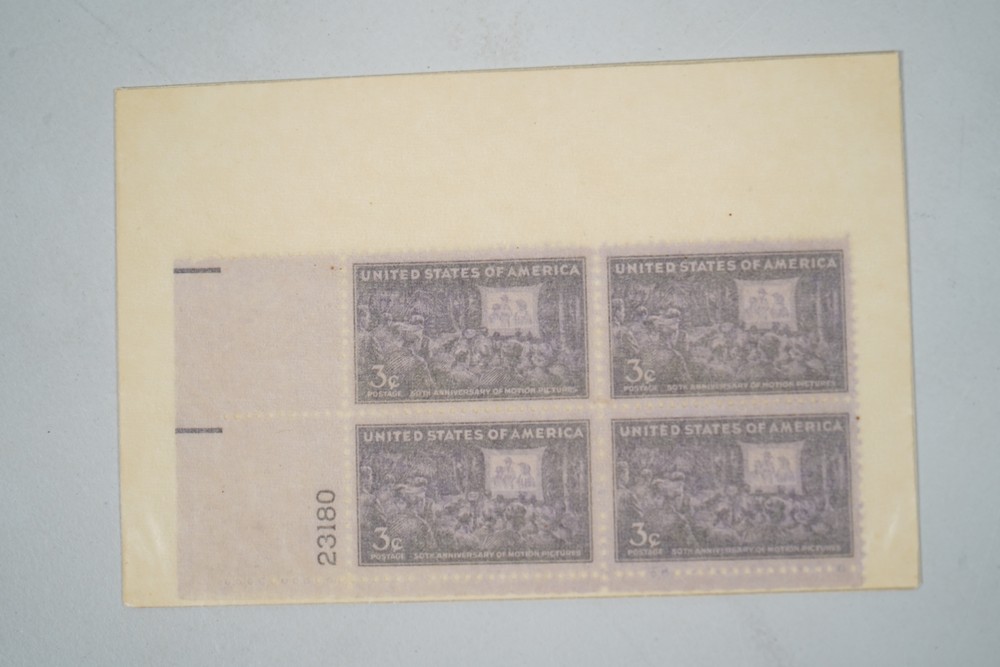 UNITED STATES OF AMERICA
3¢
POSTAGE 50TH ANNIVERSARY OF MOTION PICTURES
UNITED STATES OF AMERICA
3¢
POSTAGE 50TH ANNIVERSARY OF MOTION PICTURES
UNITED STATES OF AMERICA
3¢
POSTAGE 50TH ANNIVERSARY OF MOTION PICTURES
UNITED STATES OF AMERICA
3¢
POSTAGE 50TH ANNIVERSARY OF MOTION PICTURES
23180